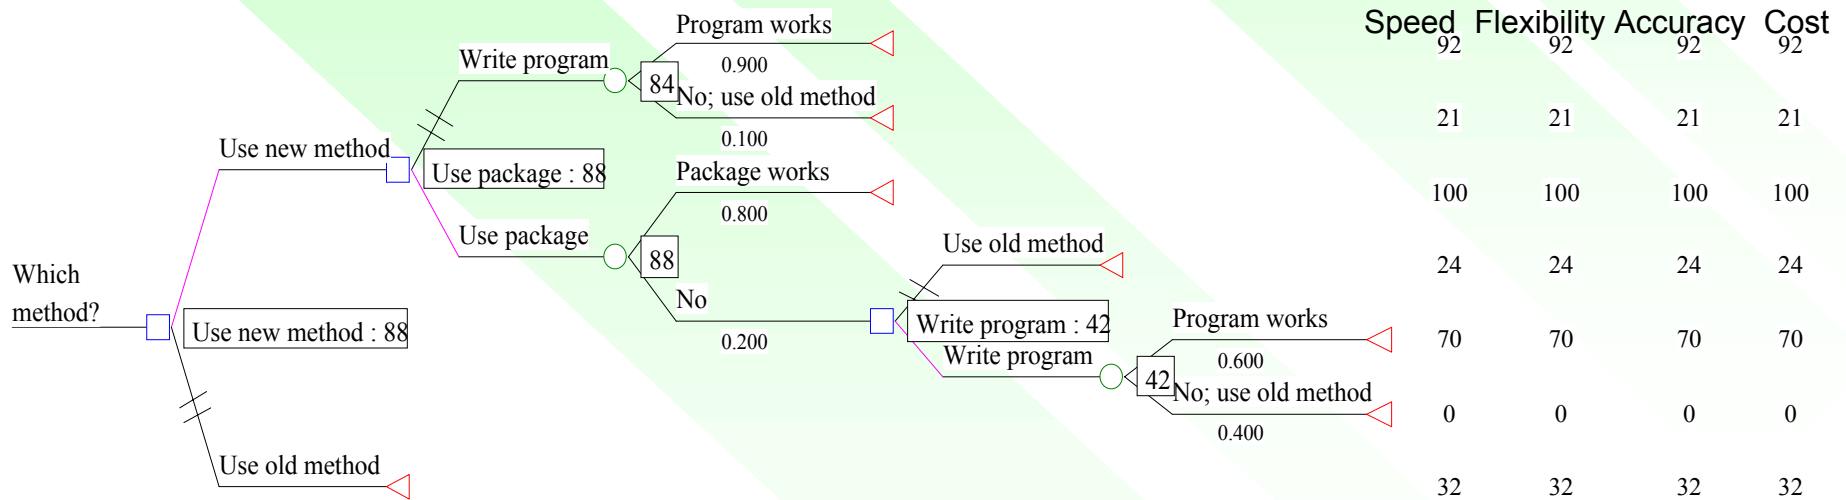 Speed Flexibility Accuracy Cost
Program works
92 92 92 92
Write program
0.900
84
No; use old method
21 21 21 21
0.100
Use new method
Use package : 88
Package works
100 100 100 100
0.800
Use package
88
Use old method
24 24 24 24
No
Which
method?
Use new method : 88
Write program : 42
Program works
0.200
70 70 70 70
Write program
0.600
42
No; use old method
0 0 0 0
0.400
Use old method
32 32 32 32